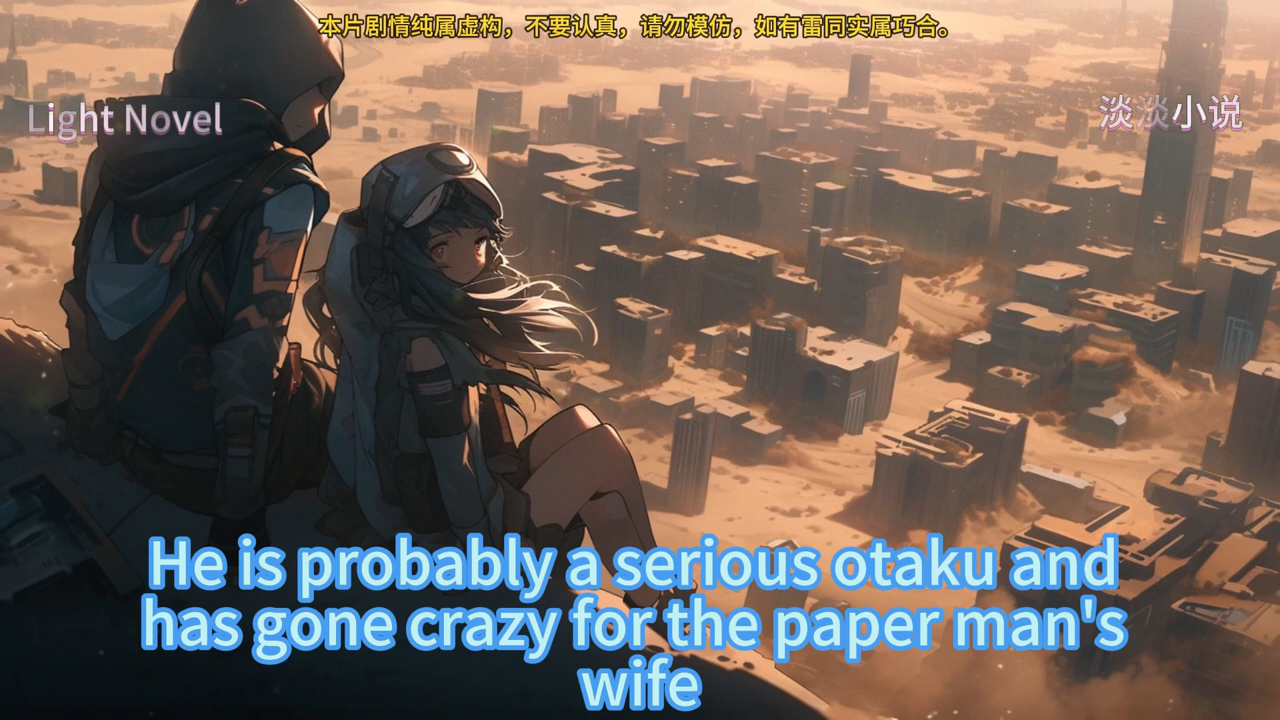 本片剧情纯属虚构，不要认真，请勿模仿，如有雷同实属巧合。
Light Novel
淡淡小说
He is probably a serious otaku and
has gone crazy for the paper man's
wife